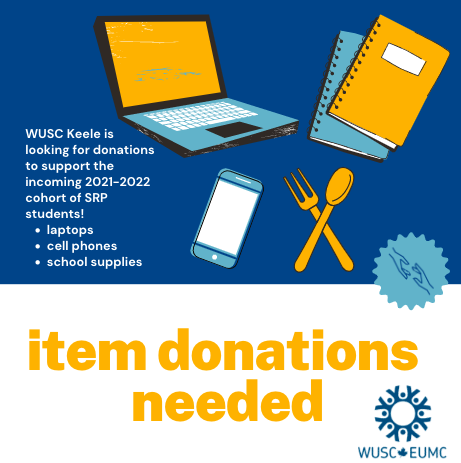 WUSC Keele is
looking for donations
to support the
incoming 2021-2022
cohort of SRP
students!
• laptops
• cell phones
• school supplies
item donations
needed
WUSC EUMC